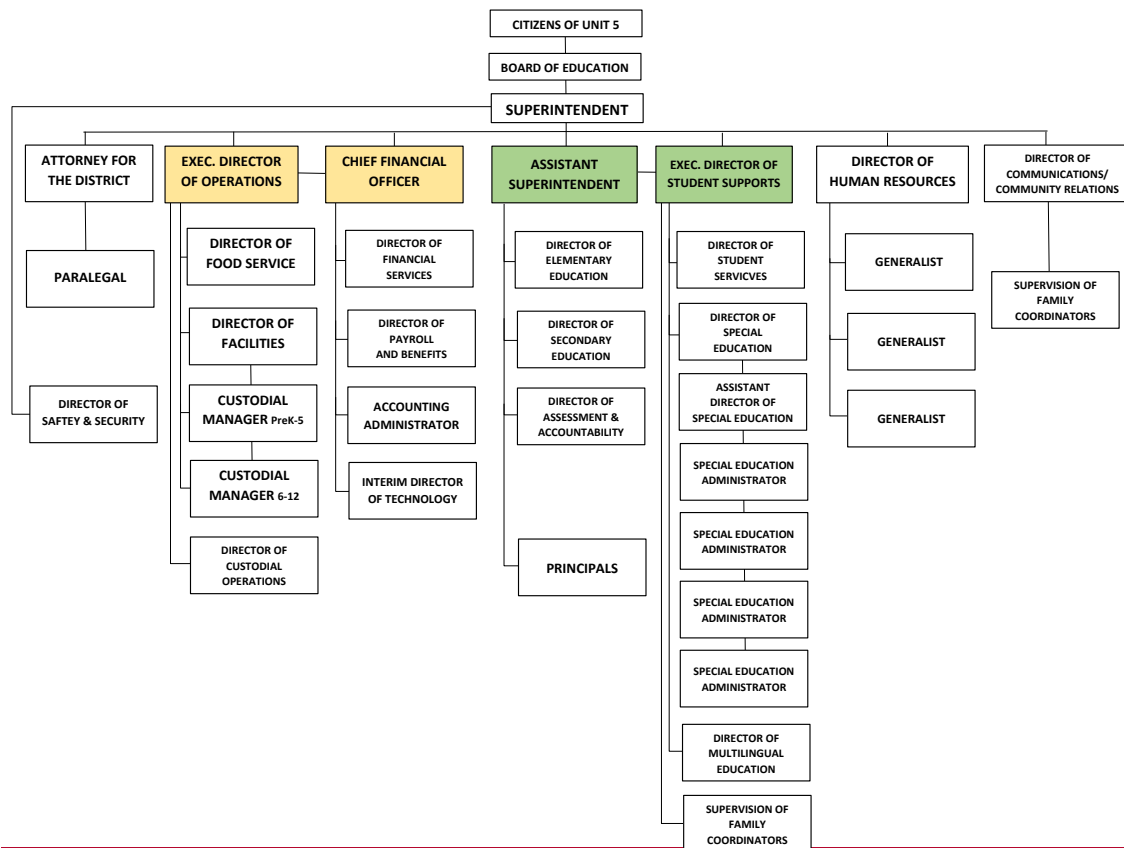 CITIZENS OF UNIT 5
BOARD OF EDUCATION
SUPERINTENDENT
ATTORNEY FOR
THE DISTRICT
EXEC. DIRECTOR
OF OPERATIONS
CHIEF FINANCIAL
OFFICER
ASSISTANT
SUPERINTENDENT
EXEC. DIRECTOR OF
STUDENT SUPPORTS
DIRECTOR OF
HUMAN RESOURCES
DIRECTOR OF
COMMUNICATIONS/
COMMUNITY RELATIONS
PARALEGAL
DIRECTOR OF
SAFTEY & SECURITY
DIRECTOR OF
FOOD SERVICE
DIRECTOR OF
FACILITIES
CUSTODIAL
MANAGER PreK-5
CUSTODIAL
MANAGER 6-12
DIRECTOR OF
CUSTODIAL
OPERATIONS
DIRECTOR OF
FINANCIAL
SERVICES
DIRECTOR OF
PAYROLL
AND BENEFITS
ACCOUNTING
ADMINISTRATOR
INTERIM DIRECTOR
OF TECHNOLOGY
DIRECTOR OF
ELEMENTARY
EDUCATION
DIRECTOR OF
SECONDARY
EDUCATION
DIRECTOR OF
ASSESSMENT &
ACCOUNTABILITY
PRINCIPALS
DIRECTOR OF
STUDENT
SERVICVES
DIRECTOR OF
SPECIAL
EDUCATION
ASSISTANT
DIRECTOR OF
SPECIAL EDUCATION
SPECIAL EDUCATION
ADMINISTRATOR
SPECIAL EDUCATION
ADMINISTRATOR
SPECIAL EDUCATION
ADMINISTRATOR
SPECIAL EDUCATION
ADMINISTRATOR
DIRECTOR OF
MULTILINGUAL
EDUCATION
SUPERVISION OF
FAMILY
COORDINATORS
GENERALIST
GENERALIST
GENERALIST
SUPERVISION OF
FAMILY
COORDINATORS